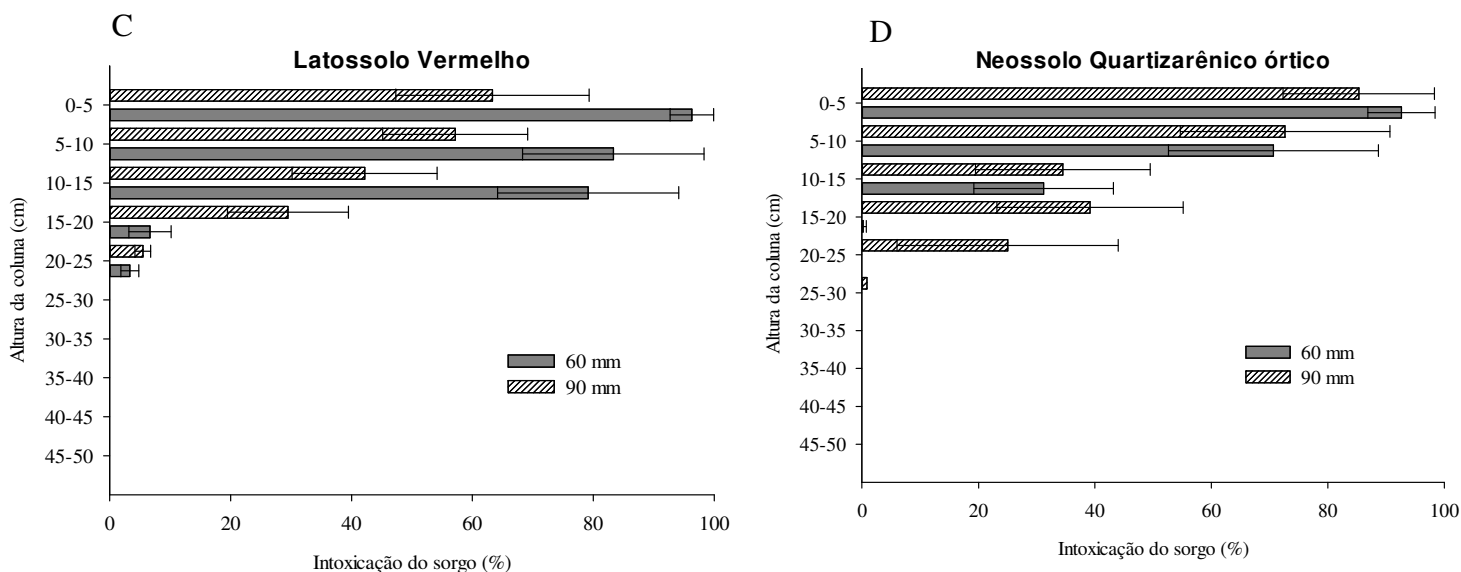 C
Latossolo Vermelho
Altura da coluna (cm)
0-5
5-10
10-15
15-20
20-25
25-30
30-35
35-40
40-45
45-50
60 mm
90 mm
0 20 40 60 80 100
Intoxicação do sorgo (%)
D
Neossolo Quartizarênico órtico
Altura da coluna (cm)
0-5
5-10
10-15
15-20
20-25
25-30
30-35
35-40
40-45
45-50
60 mm
90 mm
0 20 40 60 80 100
Intoxicação do sorgo (%)